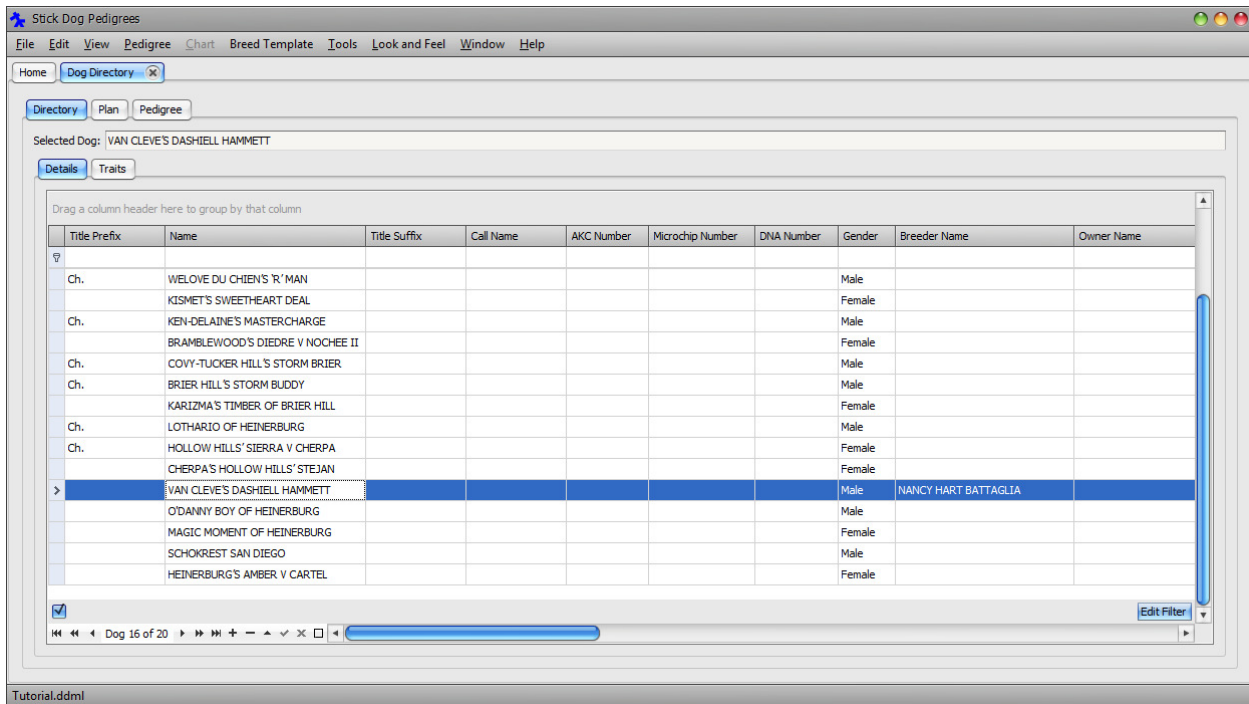 Stick Dog Pedigrees
File Edit View Pedigree Chart Breed Template Tools Look and Feel Window Help
Home Dog Directory
Directory Plan Pedigree
Selected Dog: VAN CLEVE'S DASHIELL HAMMETT
Details Traits
Drag a column header here to group by that column
Title Prefix Name Title Suffix Call Name AKC Number Microchip Number DNA Number Gender Breeder Name Owner Name
Ch. WELOVE DU CHIEN'S 'R' MAN Male
KISMET'S SWEETHEART DEAL Female
Ch. KEN-DELAINE'S MASTERCHARGE Male
BRAMBLEWOOD'S DIEDRE V NOCHEE II Female
Ch. COVY-TUCKER HILL'S STORM BRIER Male
Ch. BRIER HILL'S STORM BUDDY Male
KARIZMA'S TIMBER OF BRIER HILL Female
Ch. LOTHARIO OF HEINERBURG Male
Ch. HOLLOW HILLS' SIERRA V CHERPA Female
CHERPA'S HOLLOW HILLS' STEJAN Female
VAN CLEVE'S DASHIELL HAMMETT Male NANCY HART BATTAGLIA
O'DANNY BOY OF HEINERBURG Male
MAGIC MOMENT OF HEINERBURG Female
SCHOKREST SAN DIEGO Male
HEINERBURG'S AMBER V CARTEL Female
Edit Filter
Dog 16 of 20
Tutorial.ddml